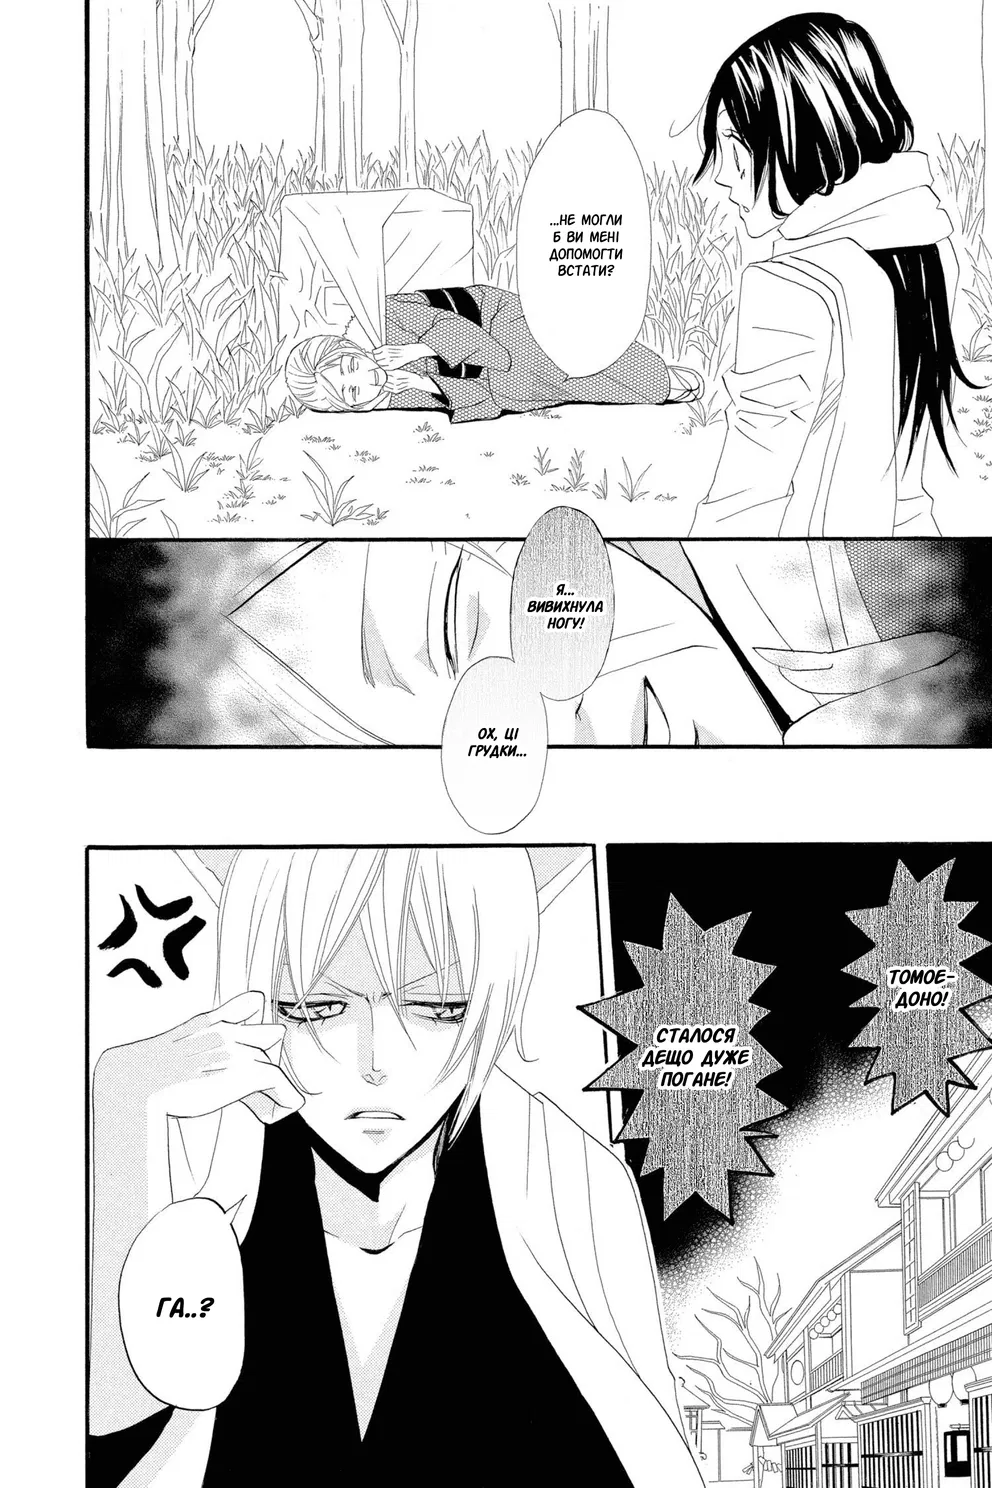 ...НЕ МОГЛИ
Б ВИ МЕНІ
ДОПОМОГТИ
ВСТАТИ?
Я...
ВИВИХНУЛА
НОГУ!
ОХ, ЦІ
ГРУДКИ...
ТОМОЕ-
ДОНО!
СТАЛОСЯ
ДЕЩО ДУЖЕ
ПОГАНЕ!
ГА..?